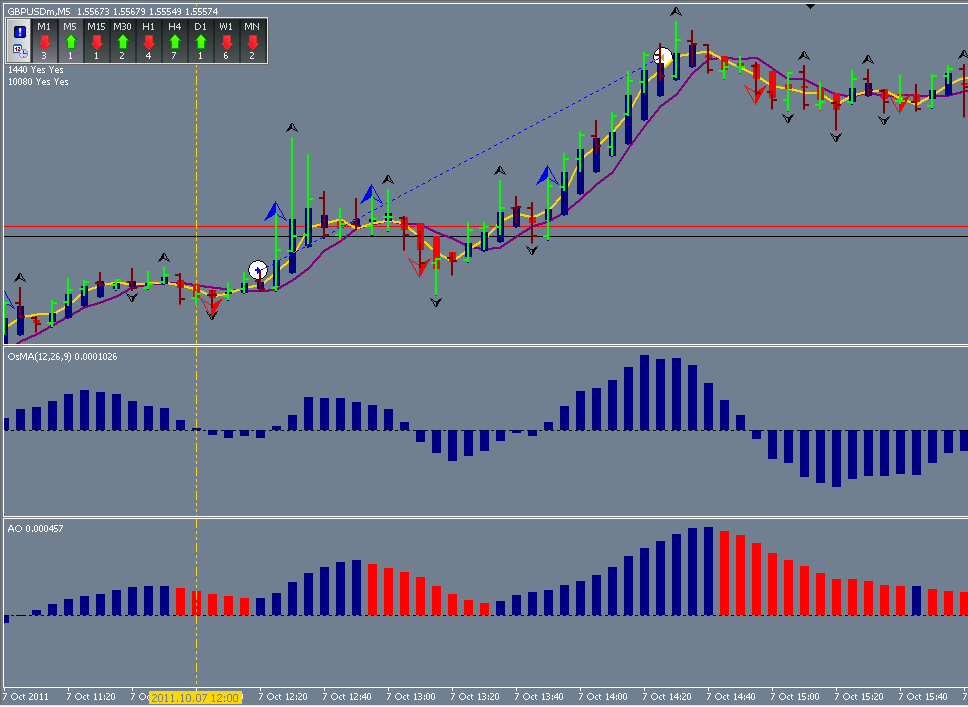 GBPUSDm,M5 1.55673 1.55679 1.55549 1.55574
M1 M5 M15 M30 H1 H4 D1 W1 MN
3 1 1 2 4 7 1 6 2
1440 Yes Yes
10080 Yes Yes
OsMA(12,26,9) 0.0001026
AO 0.000457
7 Oct 2011 7 Oct 11:20 7 Oc 2011.10.07 12:00 7 Oct 12:20 7 Oct 12:40 7 Oct 13:00 7 Oct 13:20 7 Oct 13:40 7 Oct 14:00 7 Oct 14:20 7 Oct 14:40 7 Oct 15:00 7 Oct 15:20 7 Oct 15:40